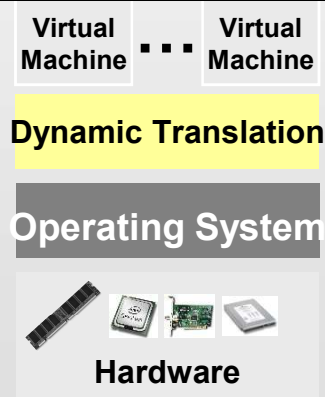 Virtual Machine
...
Virtual Machine
Dynamic Translation
Operating System
Hardware